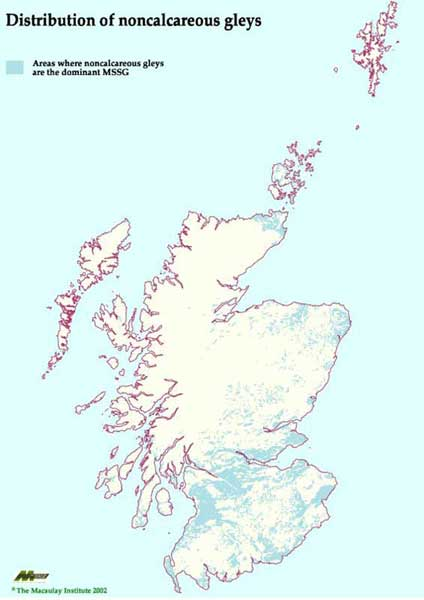 Distribution of noncalcareous gleys
Areas where noncalcareous gleys
are the dominant MSSG
© The Macaulay Institute 2002